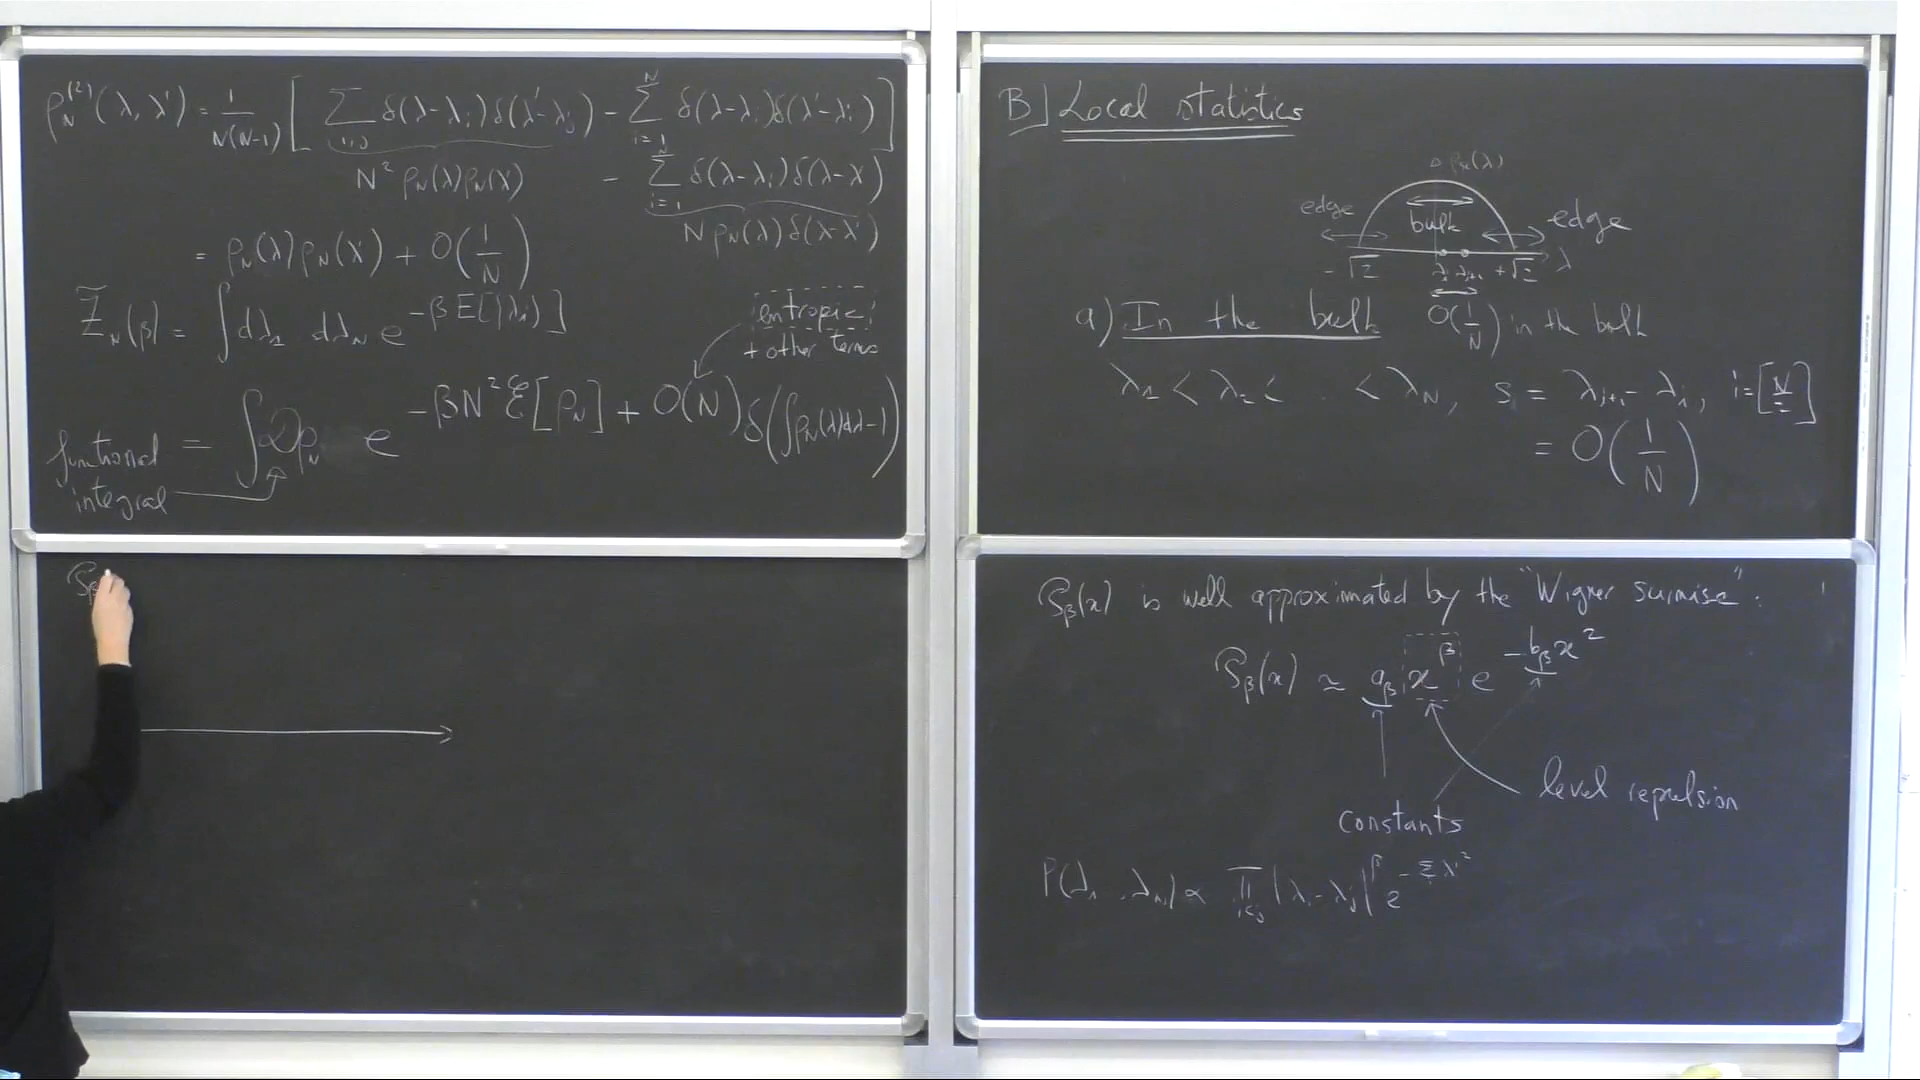 ρ_N^(2)(λ, λ') = 1/N(N-1) [ Σ_{i,j} δ(λ-λ_i)δ(λ'-λ_j) - Σ_{i=1}^N δ(λ-λ_i)δ(λ'-λ_i) ]
N² ρ_N(λ)ρ_N(λ') - Σ_{i=1}^N δ(λ-λ_i)δ(λ-λ')
N ρ_N(λ) δ(λ-λ')
= ρ_N(λ)ρ_N(λ') + O(1/N)
Z_N(β) = ∫dλ_1 dλ_N e^{-βE[{λ_i}]}
entropic
+ other terms
= ∫Dρ_N e^{-βN²ℰ[ρ_N] + O(N)} δ(∫ρ_N(λ)dλ-1)
functional
integral
B] Local statistics
ρ_N(λ)
edge
bulk
edge
-√2 λ_i λ_{i+1} +√2 λ
a) In the bulk O(1/N) in the bulk
λ_1 < λ_2 < . < λ_N, s = λ_{i+1} - λ_i, i=[N/2]
= O(1/N)
P_β(x) is well approximated by the "Wigner surmise":
P_β(x) ≃ a_β x^β e^{-b_β x²}
level repulsion
constants
P(λ_1 .. λ_N) ∝ Π_{i<j} |λ_i - λ_j|^β e^{-Σλ_i²}
P_β